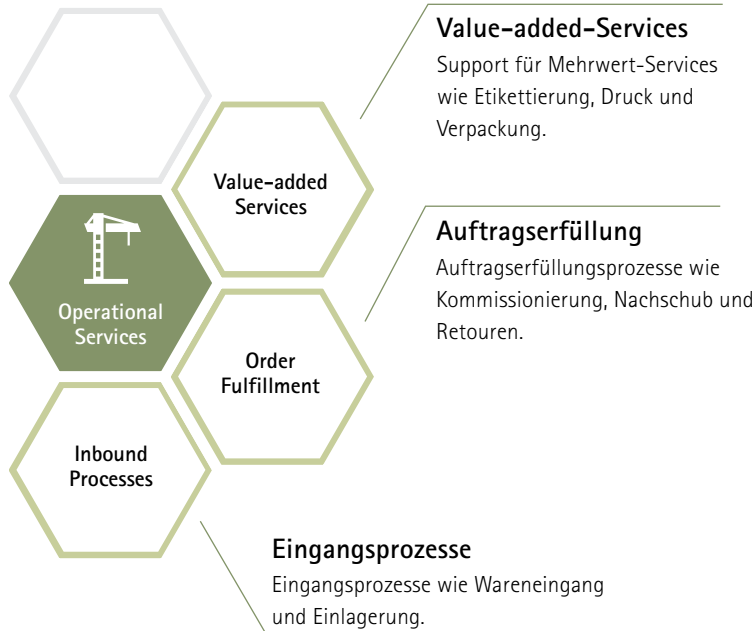 Value-added-Services
Support für Mehrwert-Services
wie Etikettierung, Druck und
Verpackung.
Value-added
Services
Auftragserfüllung
Auftragserfüllungsprozesse wie
Kommissionierung, Nachschub und
Retouren.
Operational
Services
Order
Fulfillment
Inbound
Processes
Eingangsprozesse
Eingangsprozesse wie Wareneingang
und Einlagerung.